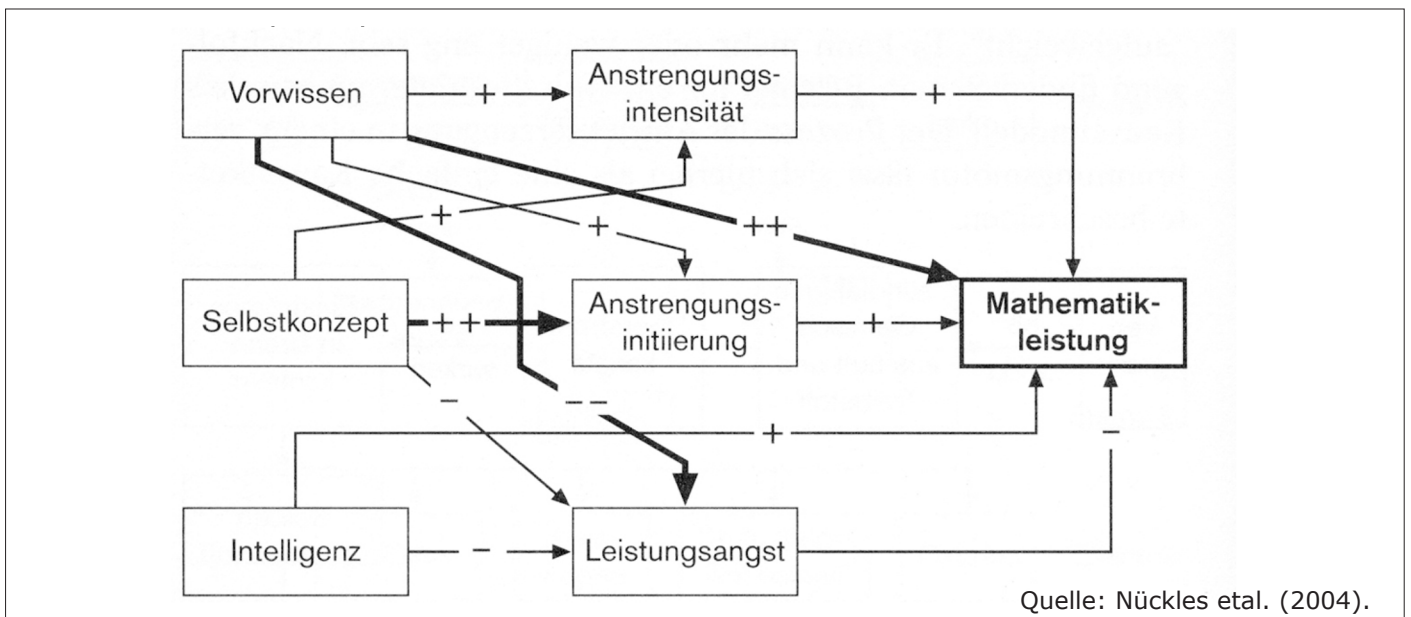 Vorwissen
+
Anstrengungs-
intensität
+
+
+
++
Selbstkonzept
++
Anstrengungs-
initiierung
+
Mathematik-
leistung
-
--
+
-
Intelligenz
-
Leistungsangst
Quelle: Nückles etal. (2004).